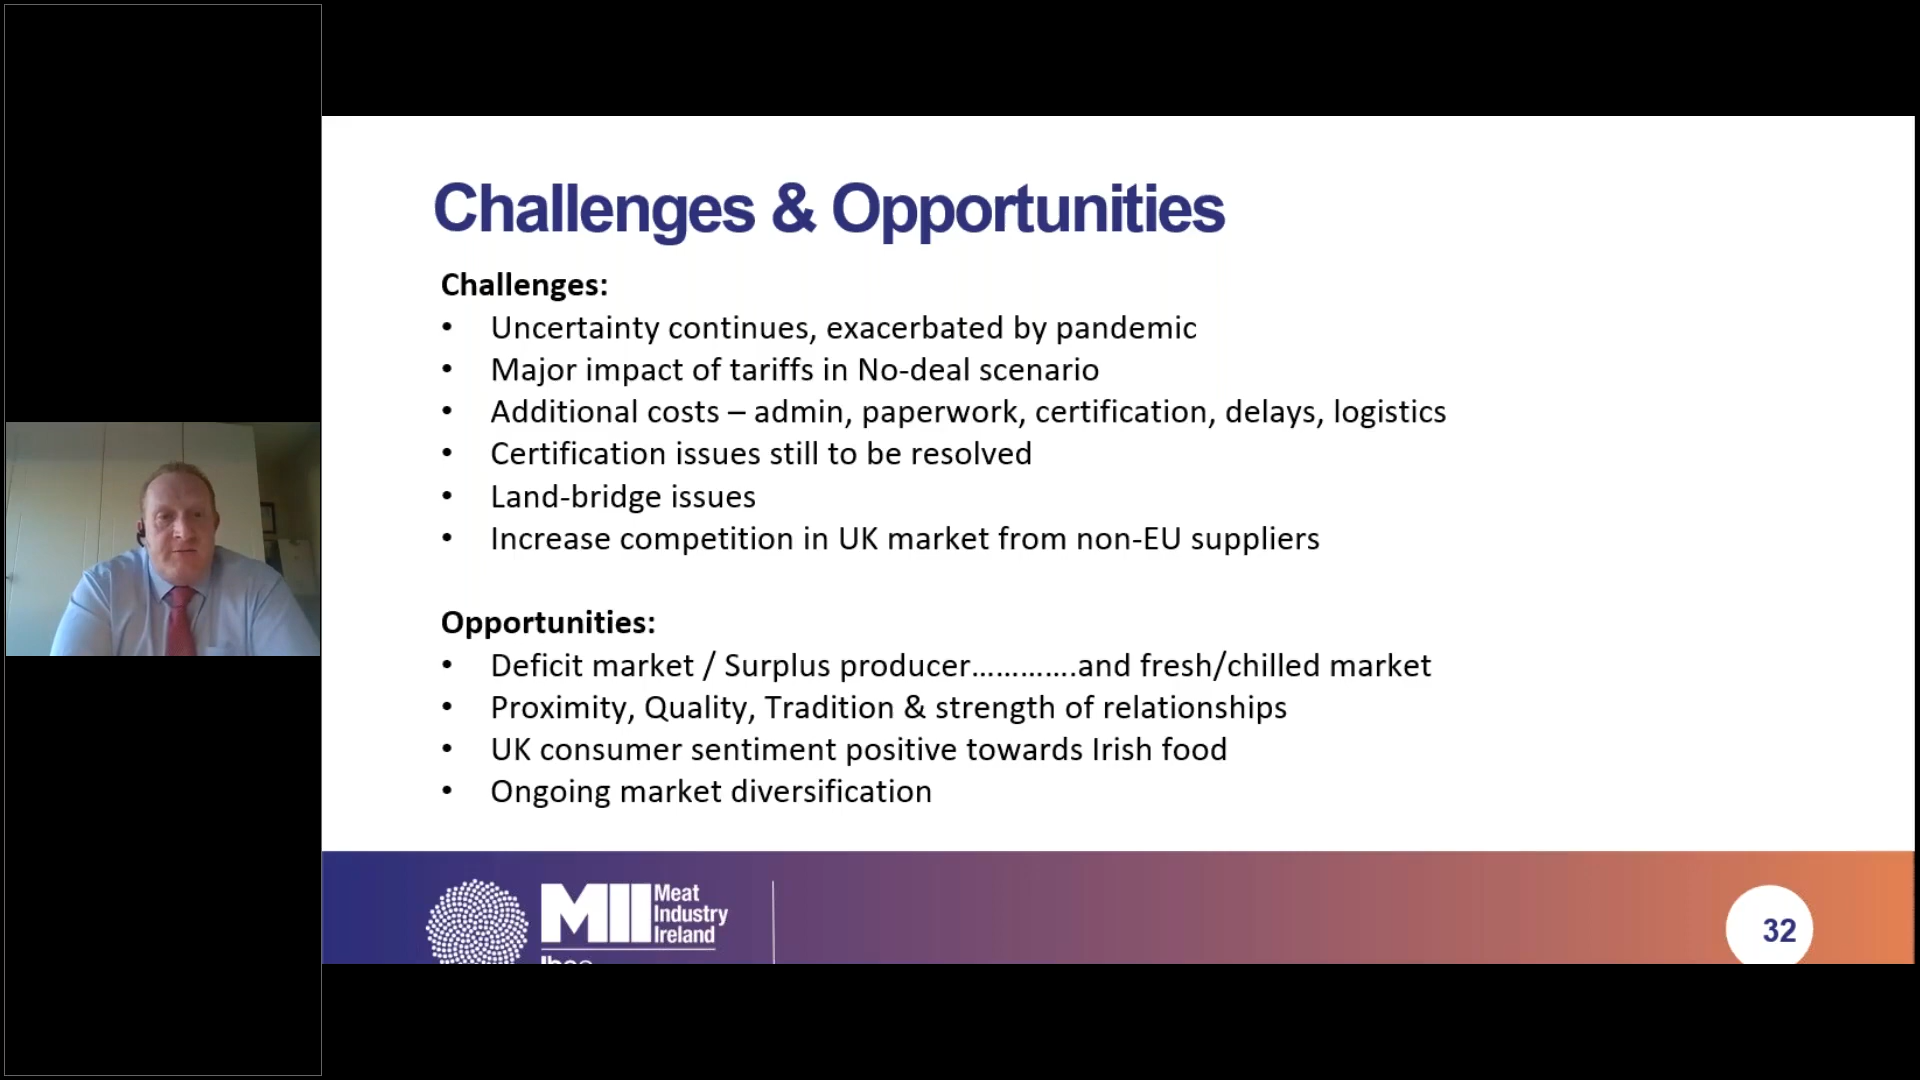 Challenges & Opportunities
Challenges:
• Uncertainty continues, exacerbated by pandemic
• Major impact of tariffs in No-deal scenario
• Additional costs – admin, paperwork, certification, delays, logistics
• Certification issues still to be resolved
• Land-bridge issues
• Increase competition in UK market from non-EU suppliers
Opportunities:
• Deficit market / Surplus producer………….and fresh/chilled market
• Proximity, Quality, Tradition & strength of relationships
• UK consumer sentiment positive towards Irish food
• Ongoing market diversification
MII
Meat
Industry
Ireland
32